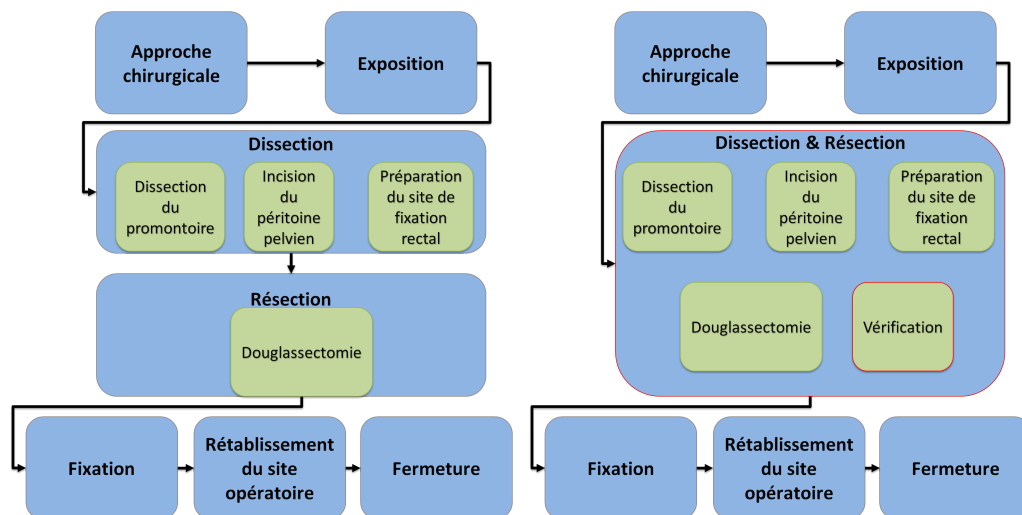 Approche
chirurgicale
Exposition
Dissection
Dissection
du
promontoire
Incision
du
péritoine
pelvien
Préparation
du site de
fixation
rectal
Résection
Douglassectomie
Fixation
Rétablissement
du site
opératoire
Fermeture
Approche
chirurgicale
Exposition
Dissection & Résection
Dissection
du
promontoire
Incision
du
péritoine
pelvien
Préparation
du site de
fixation
rectal
Douglassectomie
Vérification
Fixation
Rétablissement
du site
opératoire
Fermeture